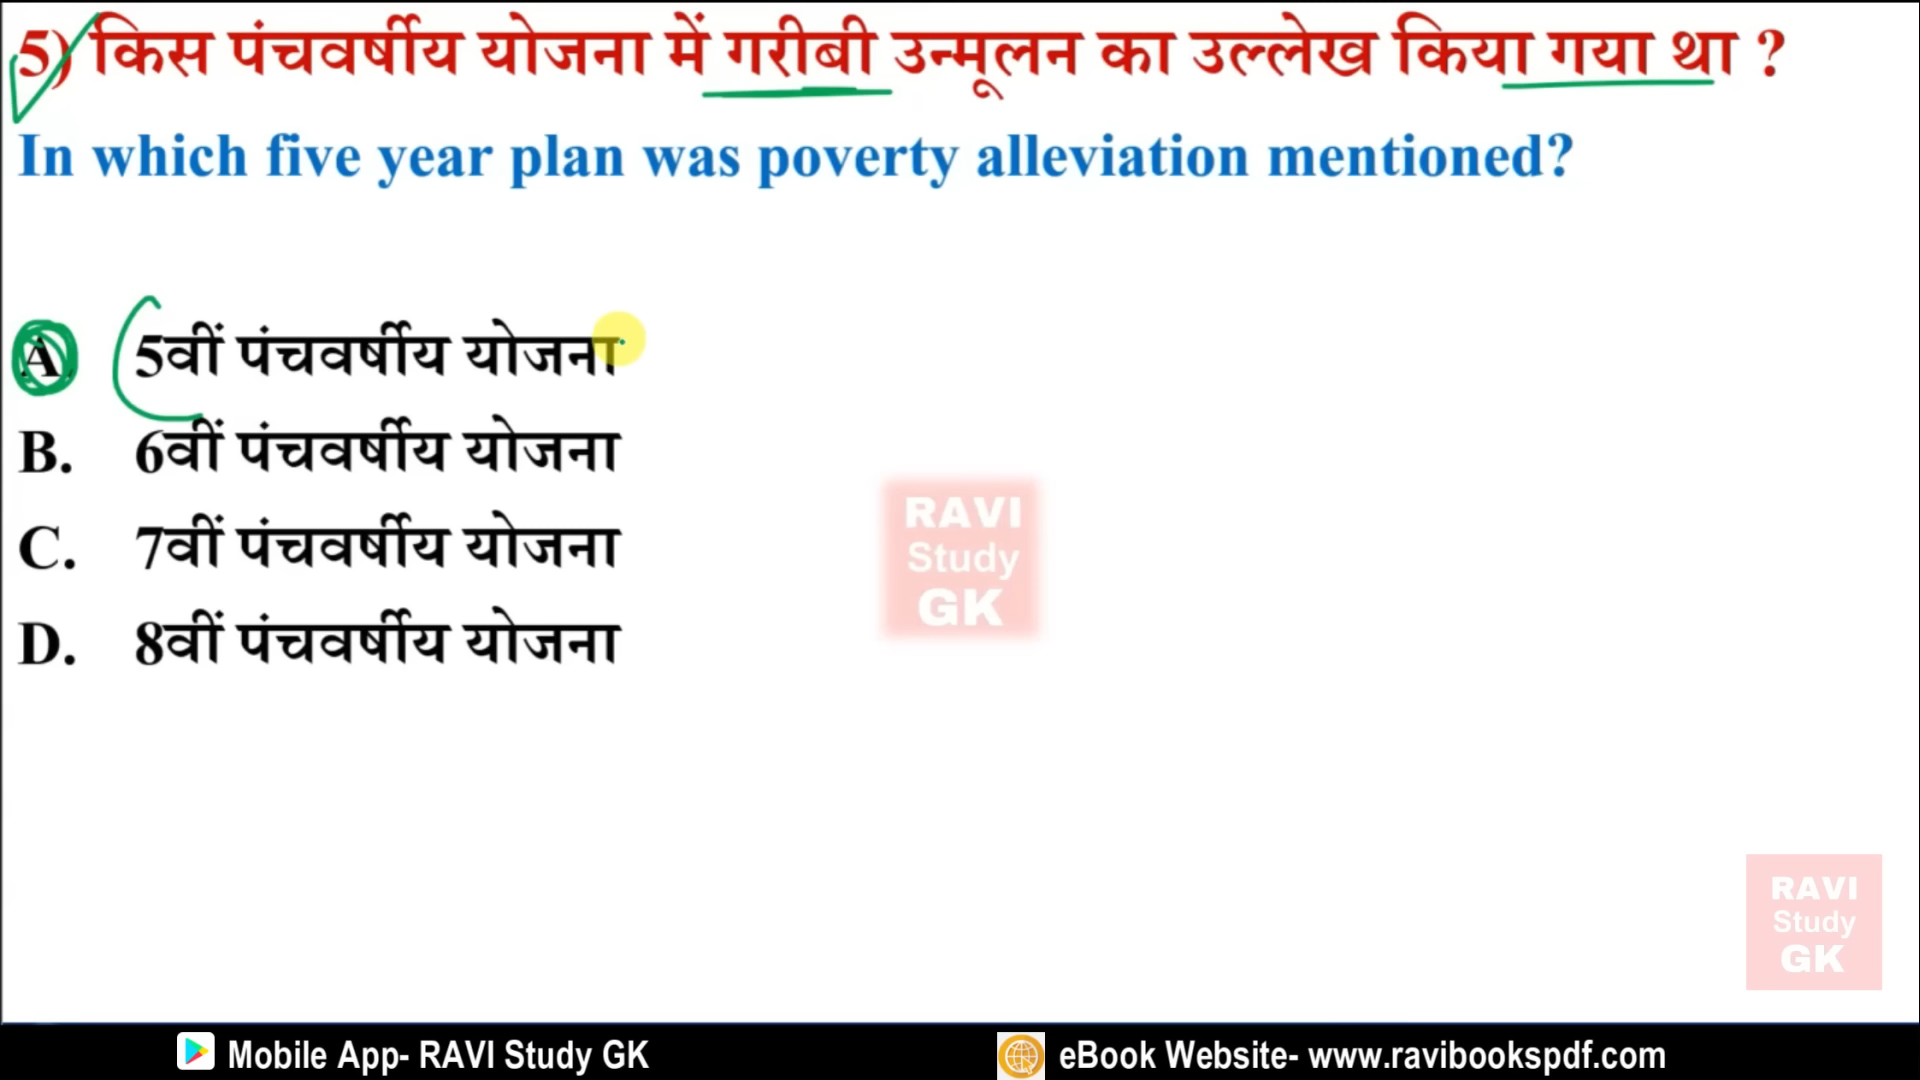 5) किस पंचवर्षीय योजना में गरीबी उन्मूलन का उल्लेख किया गया था ?
In which five year plan was poverty alleviation mentioned?
A. 5वीं पंचवर्षीय योजना
B. 6वीं पंचवर्षीय योजना
C. 7वीं पंचवर्षीय योजना
D. 8वीं पंचवर्षीय योजना
RAVI
Study
GK
RAVI
Study
GK
Mobile App- RAVI Study GK
eBook Website- www.ravibookspdf.com